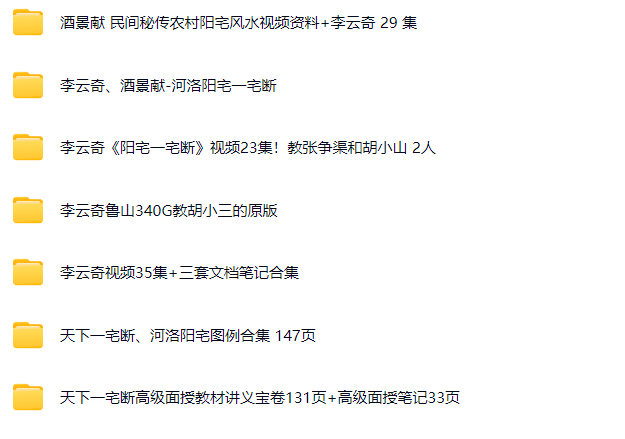 酒景献 民间秘传农村阳宅风水视频资料+李云奇 29 集
李云奇、酒景献-河洛阳宅一宅断
李云奇《阳宅一宅断》视频23集！教张争渠和胡小山 2人
李云奇鲁山340G教胡小三的原版
李云奇视频35集+三套文档笔记合集
天下一宅断、河洛阳宅图例合集 147页
天下一宅断高级面授教材讲义宝卷131页+高级面授笔记33页